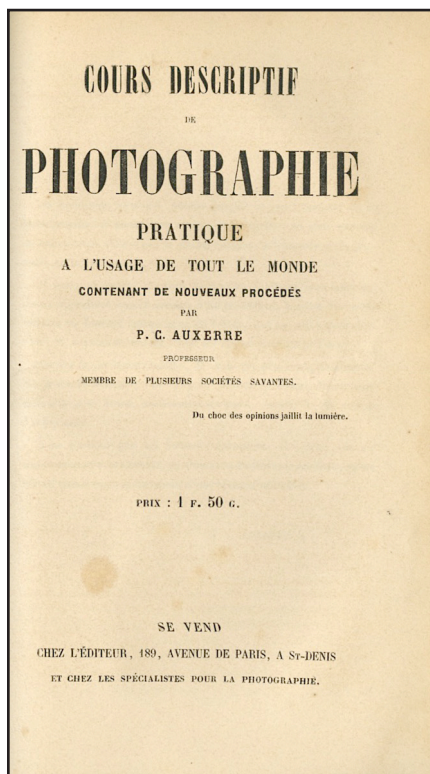 COURS DESCRIPTIF
DE
PHOTOGRAPHIE
PRATIQUE
A L'USAGE DE TOUT LE MONDE
CONTENANT DE NOUVEAUX PROCÉDÉS
PAR
P. C. AUXERRE
PROFESSEUR
MEMBRE DE PLUSIEURS SOCIÉTÉS SAVANTES.
Du choc des opinions jaillit la lumière.
PRIX : 1 F. 50 C.
SE VEND
CHEZ L'ÉDITEUR, 189, AVENUE DE PARIS, A ST-DENIS
ET CHEZ LES SPÉCIALISTES POUR LA PHOTOGRAPHIE.